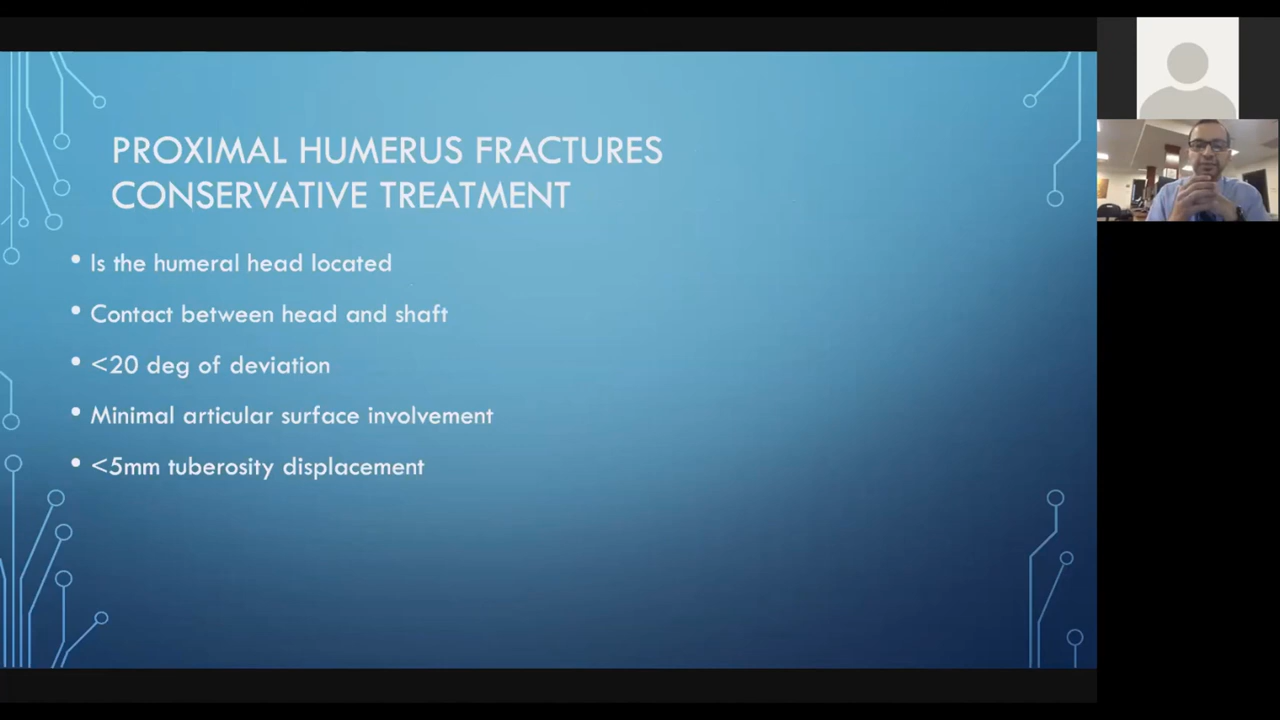 PROXIMAL HUMERUS FRACTURES
CONSERVATIVE TREATMENT
• Is the humeral head located
• Contact between head and shaft
• <20 deg of deviation
• Minimal articular surface involvement
• <5mm tuberosity displacement